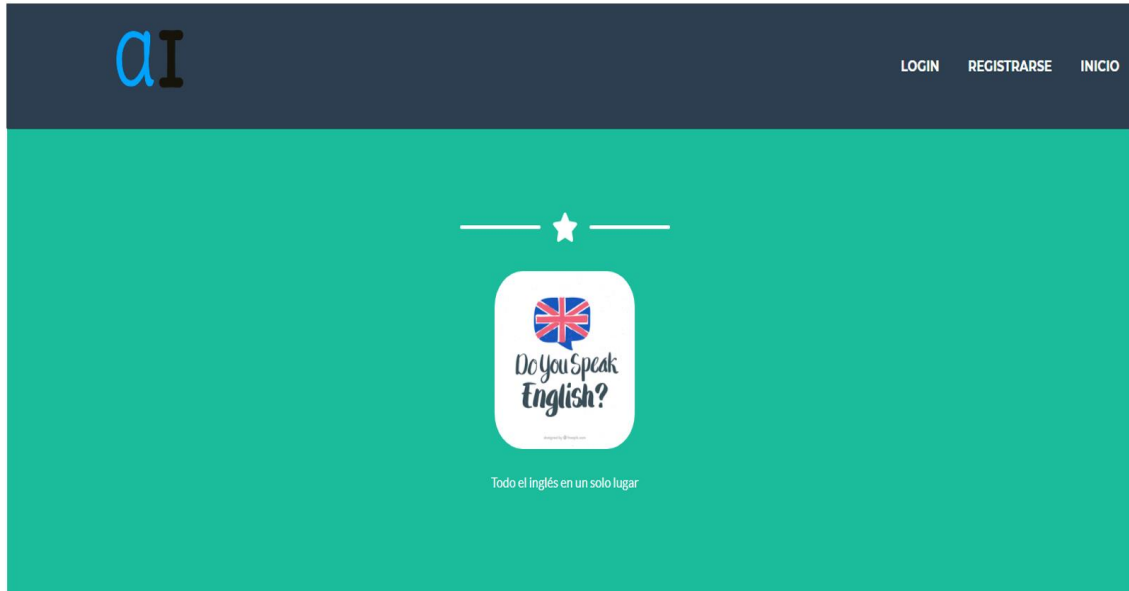 aI
LOGIN REGISTRARSE INICIO
Do You Speak
English?
Todo el inglés en un solo lugar